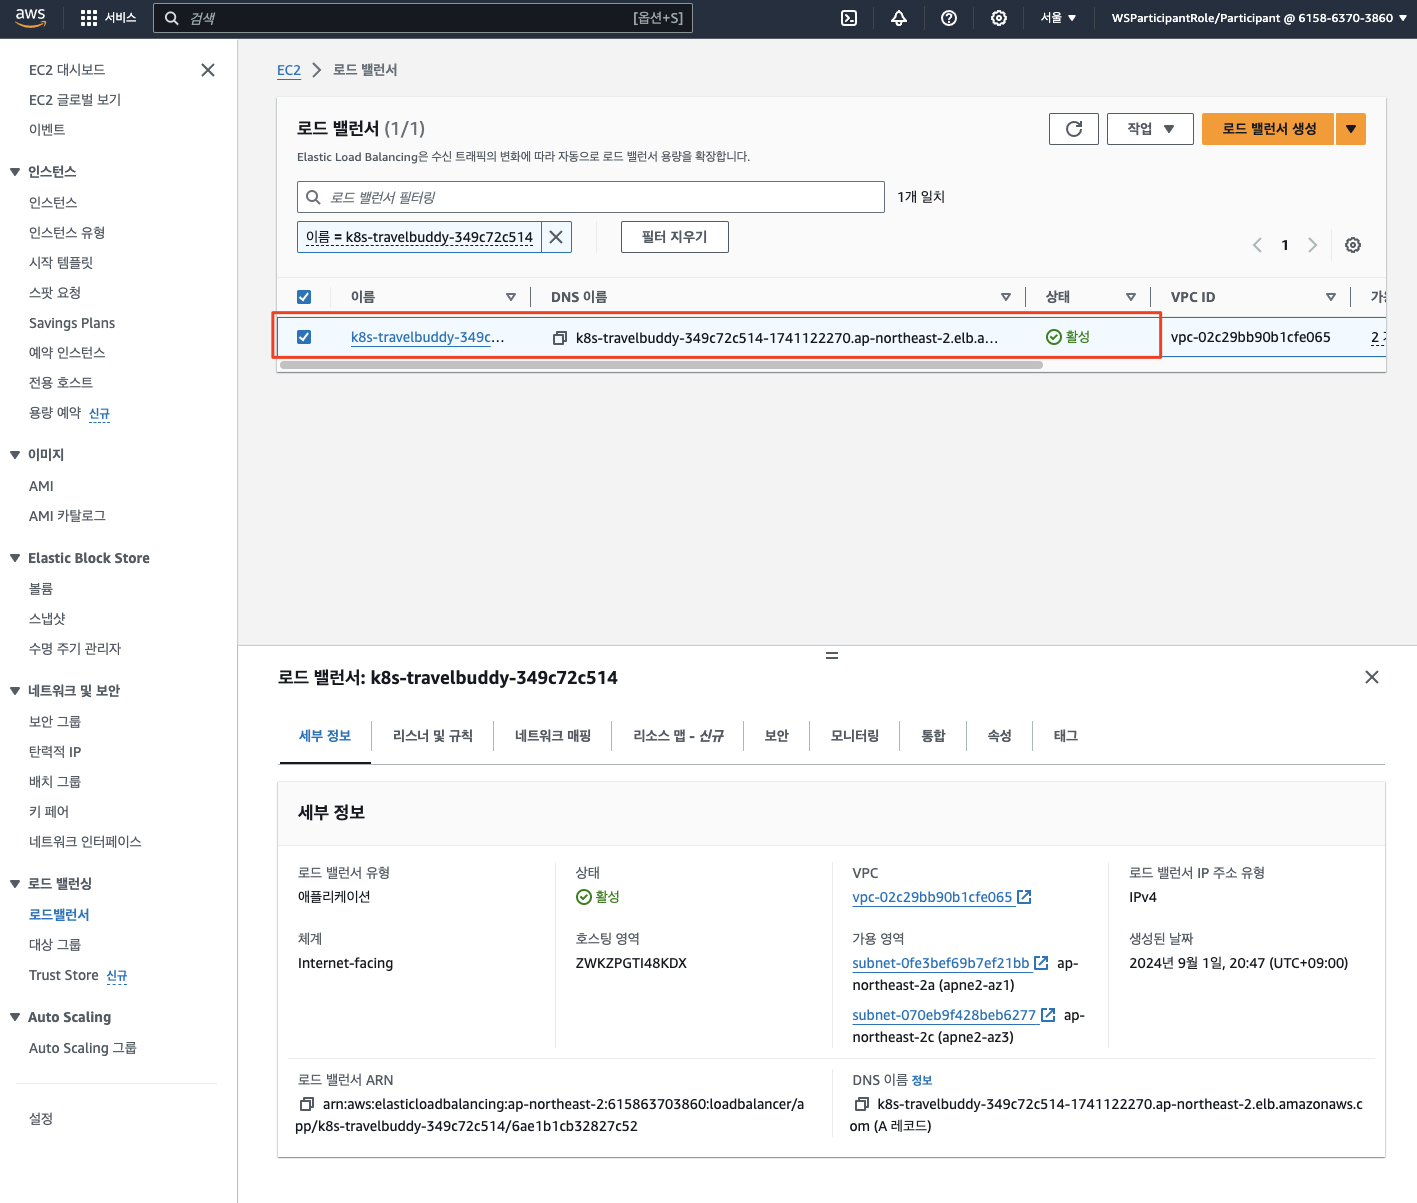 aws
서비스
검색
[옵션+S]
서울
WSParticipantRole/Participant @ 6158-6370-3860
EC2 대시보드
EC2 글로벌 보기
이벤트
인스턴스
인스턴스
인스턴스 유형
시작 템플릿
스팟 요청
Savings Plans
예약 인스턴스
전용 호스트
용량 예약 신규
이미지
AMI
AMI 카탈로그
Elastic Block Store
볼륨
스냅샷
수명 주기 관리자
네트워크 및 보안
보안 그룹
탄력적 IP
배치 그룹
키 페어
네트워크 인터페이스
로드 밸런싱
로드밸런서
대상 그룹
Trust Store 신규
Auto Scaling
Auto Scaling 그룹
설정
EC2 로드 밸런서
로드 밸런서 (1/1)
작업
로드 밸런서 생성
Elastic Load Balancing은 수신 트래픽의 변화에 따라 자동으로 로드 밸런서 용량을 확장합니다.
로드 밸런서 필터링
1개 일치
이름 = k8s-travelbuddy-349c72c514
필터 지우기
1
이름 DNS 이름 상태 VPC ID
k8s-travelbuddy-349c... k8s-travelbuddy-349c72c514-1741122270.ap-northeast-2.elb.a... 활성 vpc-02c29bb90b1cfe065 2
로드 밸런서: k8s-travelbuddy-349c72c514
세부 정보 리스너 및 규칙 네트워크 매핑 리소스 맵 - 신규 보안 모니터링 통합 속성 태그
세부 정보
로드 밸런서 유형
애플리케이션
상태
활성
VPC
vpc-02c29bb90b1cfe065
로드 밸런서 IP 주소 유형
IPv4
체계
Internet-facing
호스팅 영역
ZWKZPGTI48KDX
가용 영역
subnet-0fe3bef69b7ef21bb ap-
northeast-2a (apne2-az1)
subnet-070eb9f428beb6277 ap-
northeast-2c (apne2-az3)
생성된 날짜
2024년 9월 1일, 20:47 (UTC+09:00)
로드 밸런서 ARN
arn:aws:elasticloadbalancing:ap-northeast-2:615863703860:loadbalancer/a
pp/k8s-travelbuddy-349c72c514/6ae1b1cb32827c52
DNS 이름 정보
k8s-travelbuddy-349c72c514-1741122270.ap-northeast-2.elb.amazonaws.c
om (A 레코드)